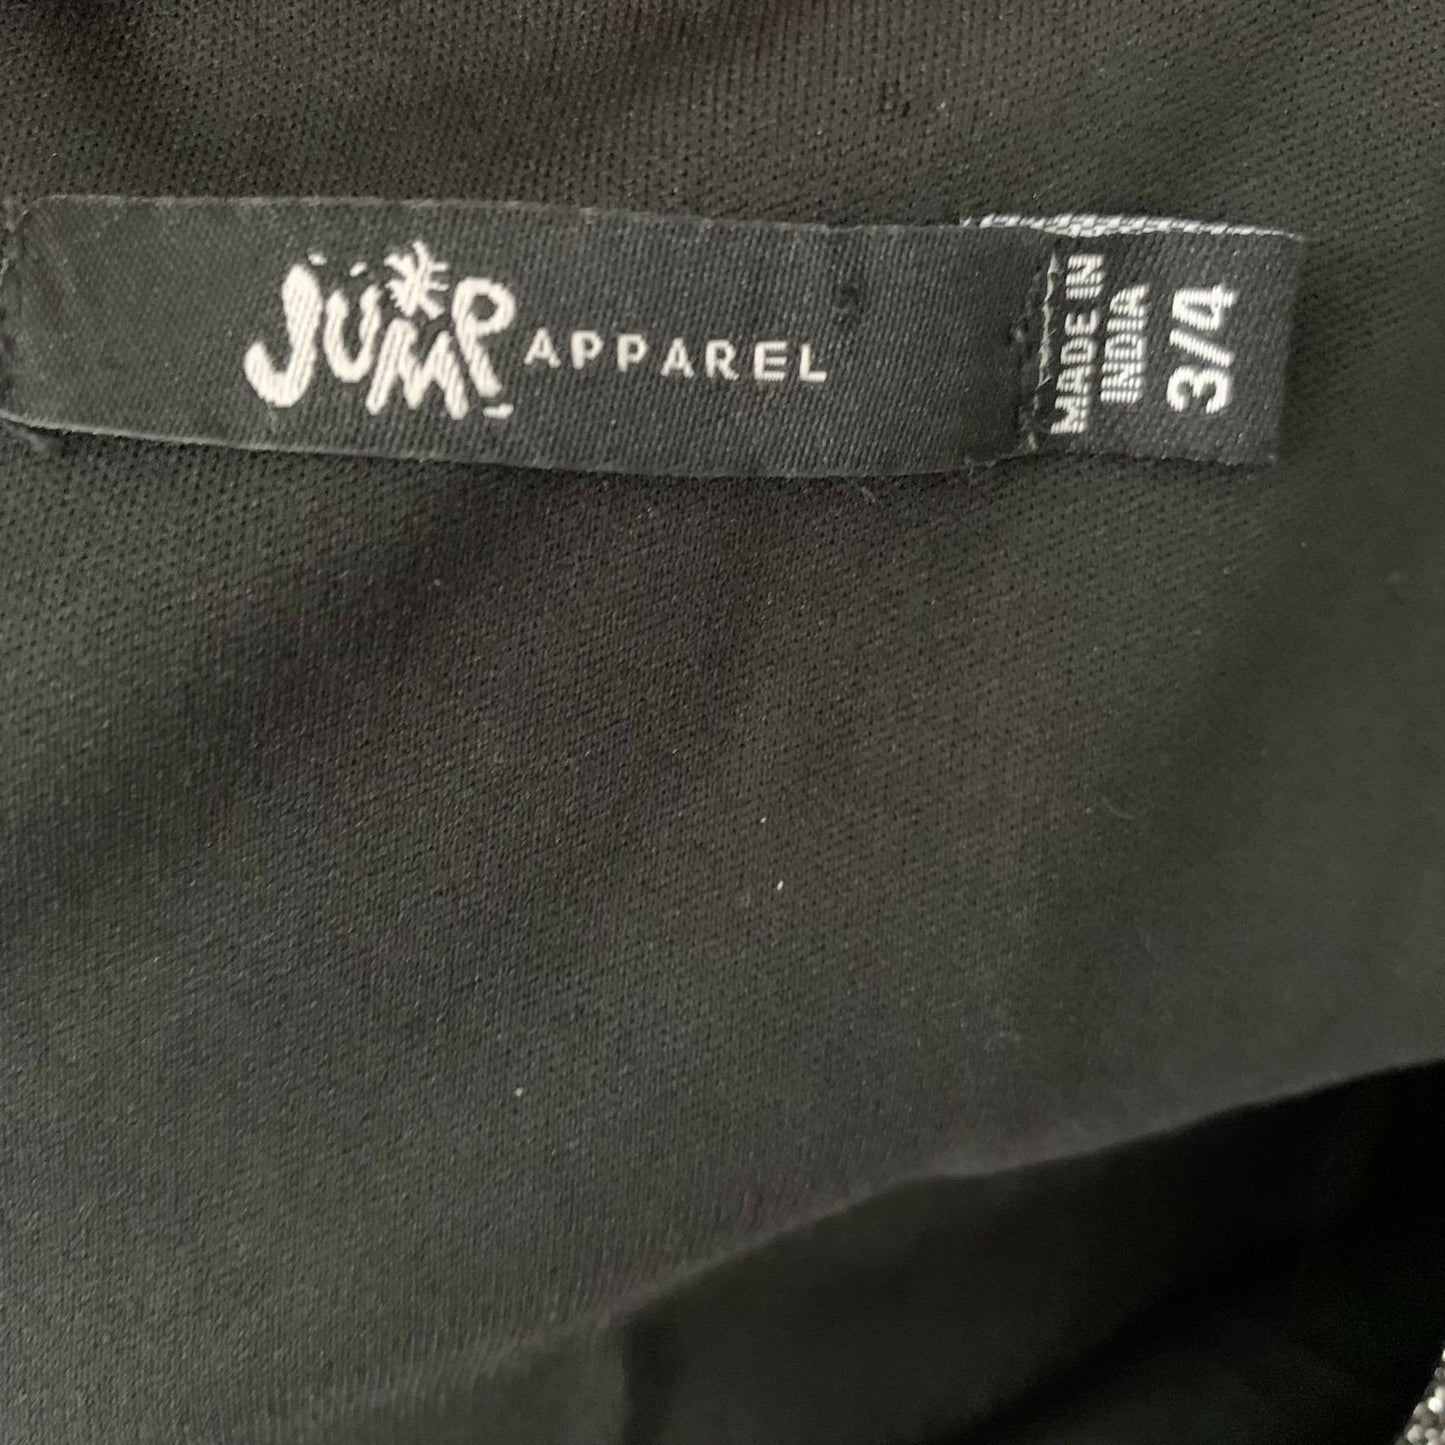 JUMP APPAREL
MADE IN
INDIA
3/4